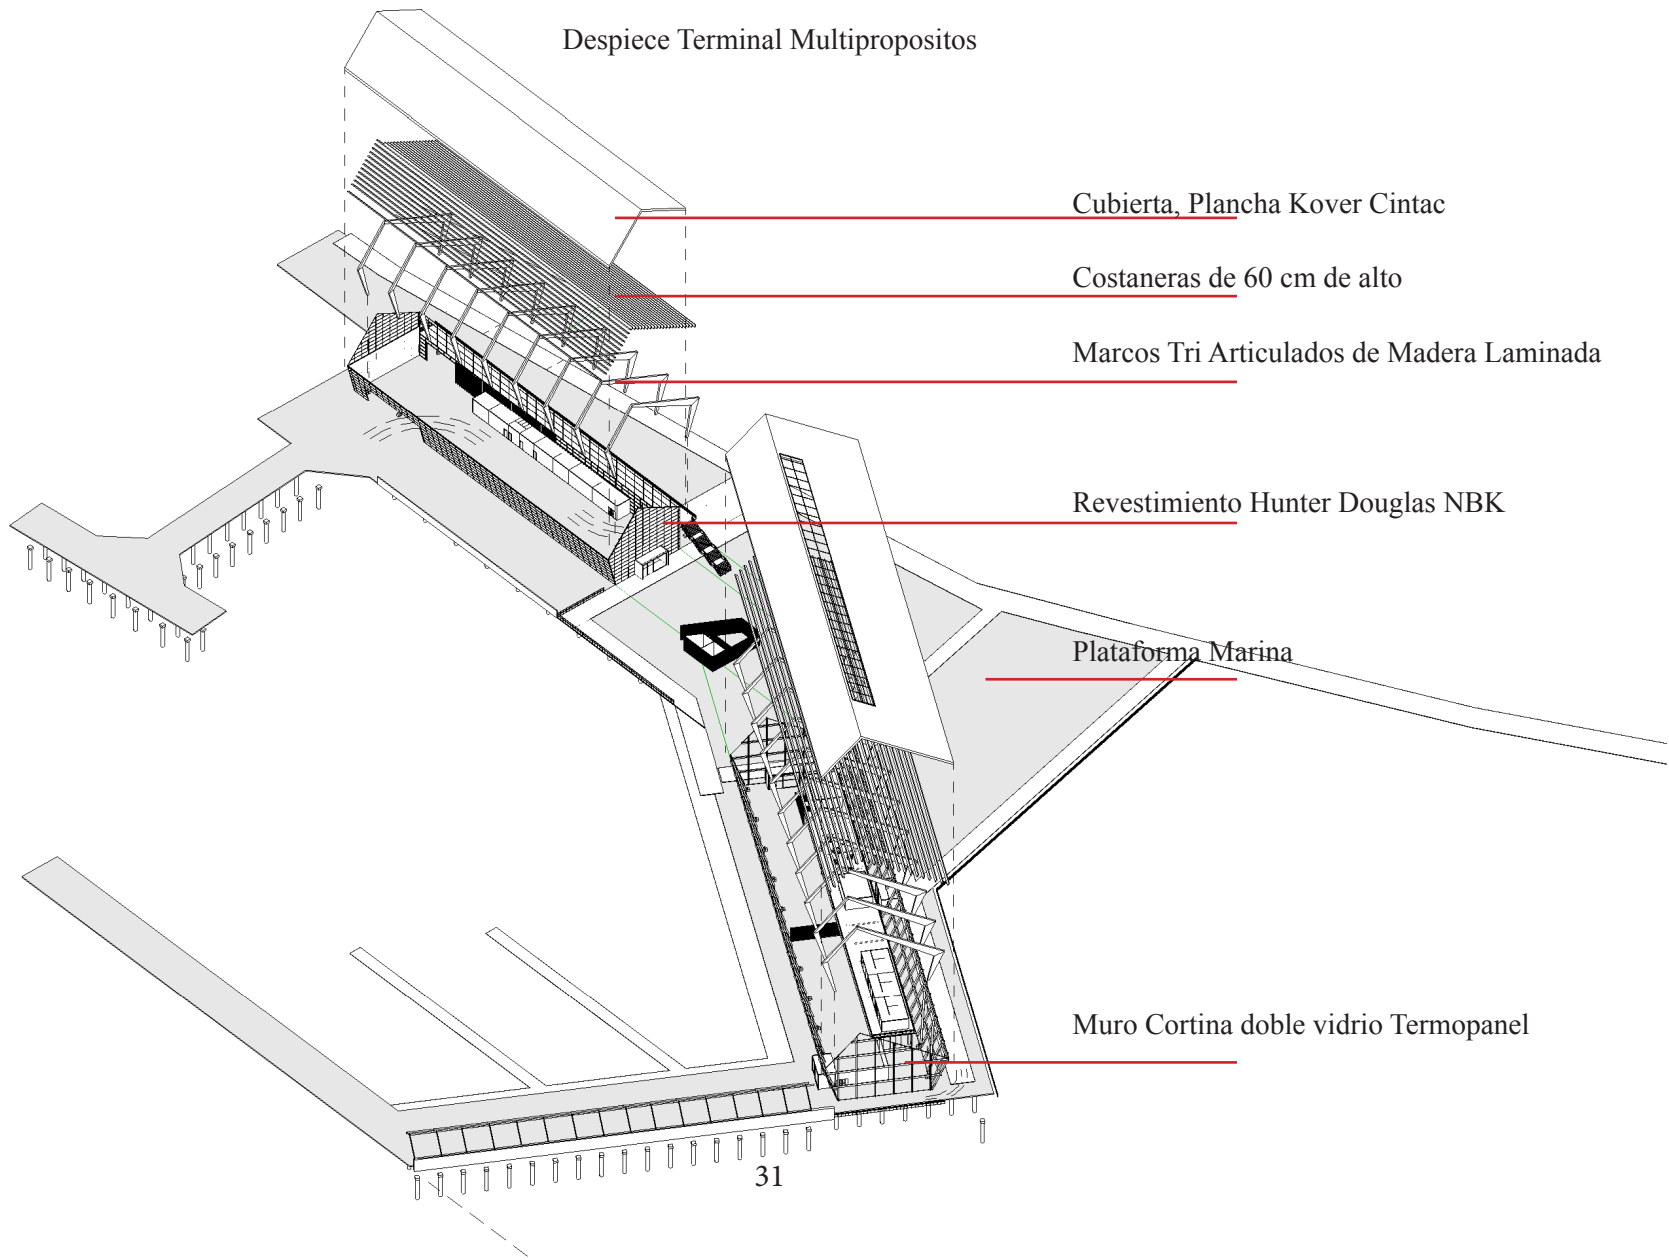 Despiece Terminal Multipropositos
Cubierta, Plancha Kover Cintac
Costaneras de 60 cm de alto
Marcos Tri Articulados de Madera Laminada
Revestimiento Hunter Douglas NBK
Plataforma Marina
Muro Cortina doble vidrio Termopanel
31